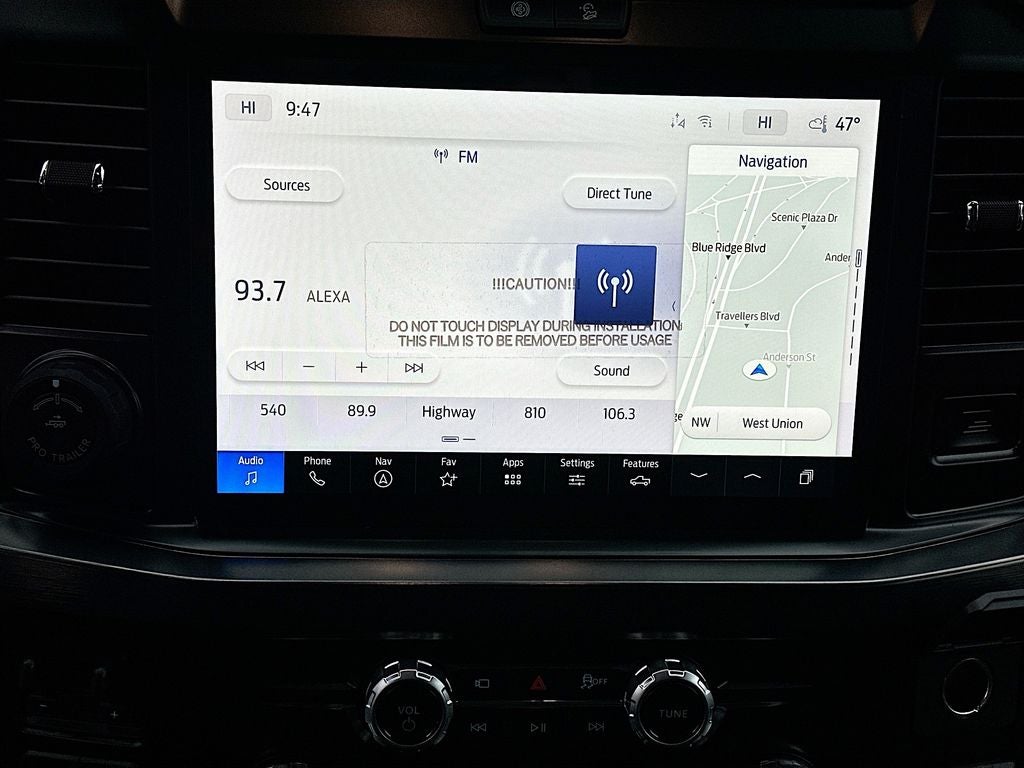 HI 9:47 HI 47°
FM
Navigation
Sources
Direct Tune
Scenic Plaza Dr
Blue Ridge Blvd
Ander
93.7 ALEXA
!!!CAUTION!!!
Travellers Blvd
DO NOT TOUCH DISPLAY DURING INSTALLATION
THIS FILM IS TO BE REMOVED BEFORE USAGE
Anderson St
Sound
540 89.9 Highway 810 106.3
ge
NW West Union
Audio Phone Nav Fav Apps Settings Features
PRO TRAILER
OFF
VOL
TUNE